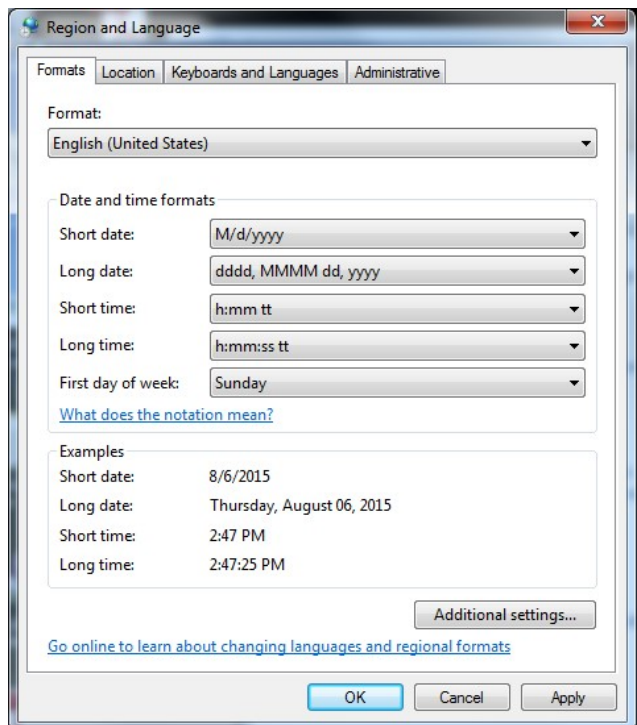 Region and Language
Formats Location Keyboards and Languages Administrative
Format:
English (United States)
Date and time formats
Short date: M/d/yyyy
Long date: dddd, MMMM dd, yyyy
Short time: h:mm tt
Long time: h:mm:ss tt
First day of week: Sunday
What does the notation mean?
Examples
Short date: 8/6/2015
Long date: Thursday, August 06, 2015
Short time: 2:47 PM
Long time: 2:47:25 PM
Additional settings...
Go online to learn about changing languages and regional formats
OK Cancel Apply